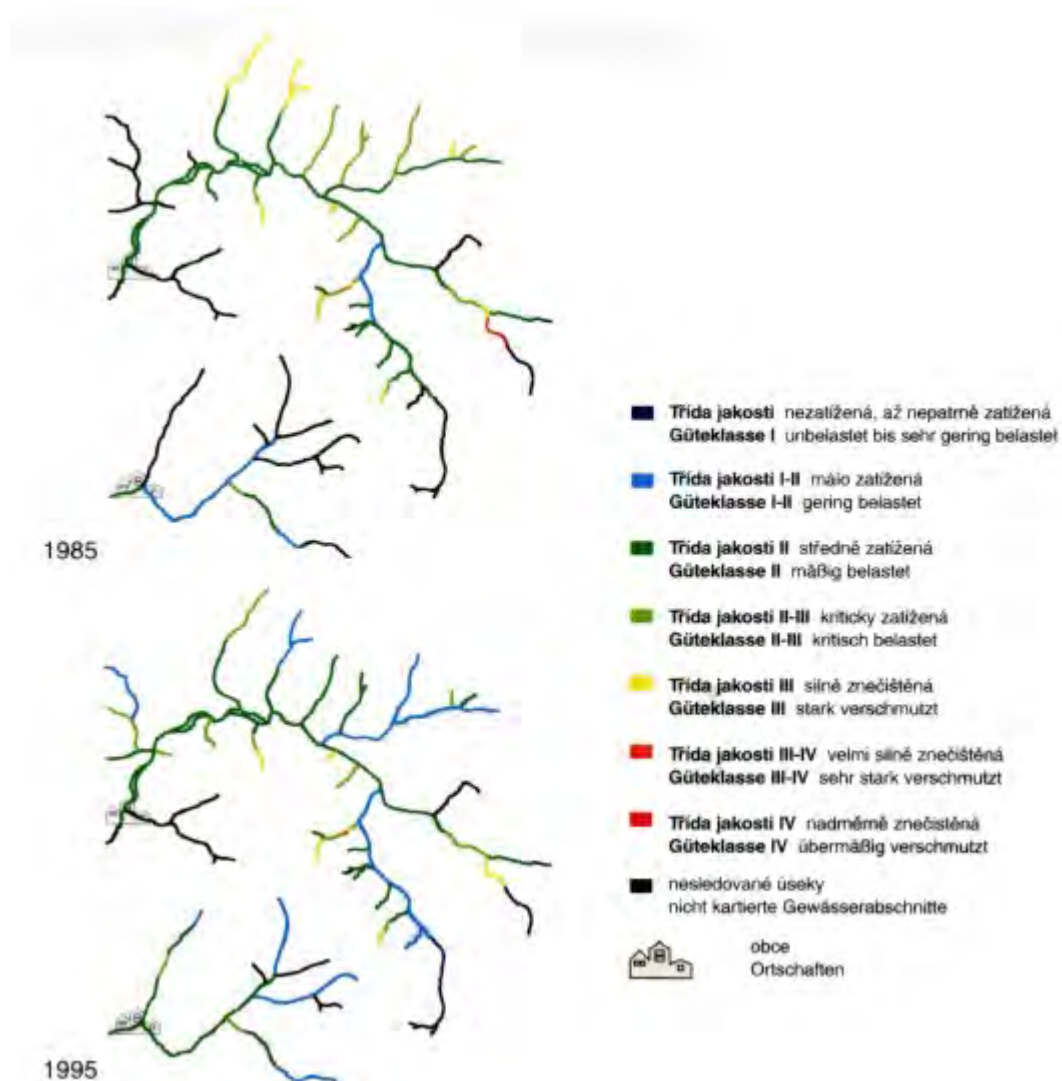 1985
1995
Třída jakosti nezatížená, až nepatrně zatížená
Güteklasse I unbelastet bis sehr gering belastet
Třída jakosti I-II málo zatížená
Güteklasse I-II gering belastet
Třída jakosti II středně zatížená
Güteklasse II mäßig belastet
Třída jakosti II-III kriticky zatížená
Güteklasse II-III kritisch belastet
Třída jakosti III silně znečištěná
Güteklasse III stark verschmutzt
Třída jakosti III-IV velmi silně znečištěná
Güteklasse III-IV sehr stark verschmutzt
Třída jakosti IV nadměrně znečistěná
Güteklasse IV übermäßig verschmutzt
nesledované úseky
nicht kartierte Gewässerabschnitte
obce
Ortschaften